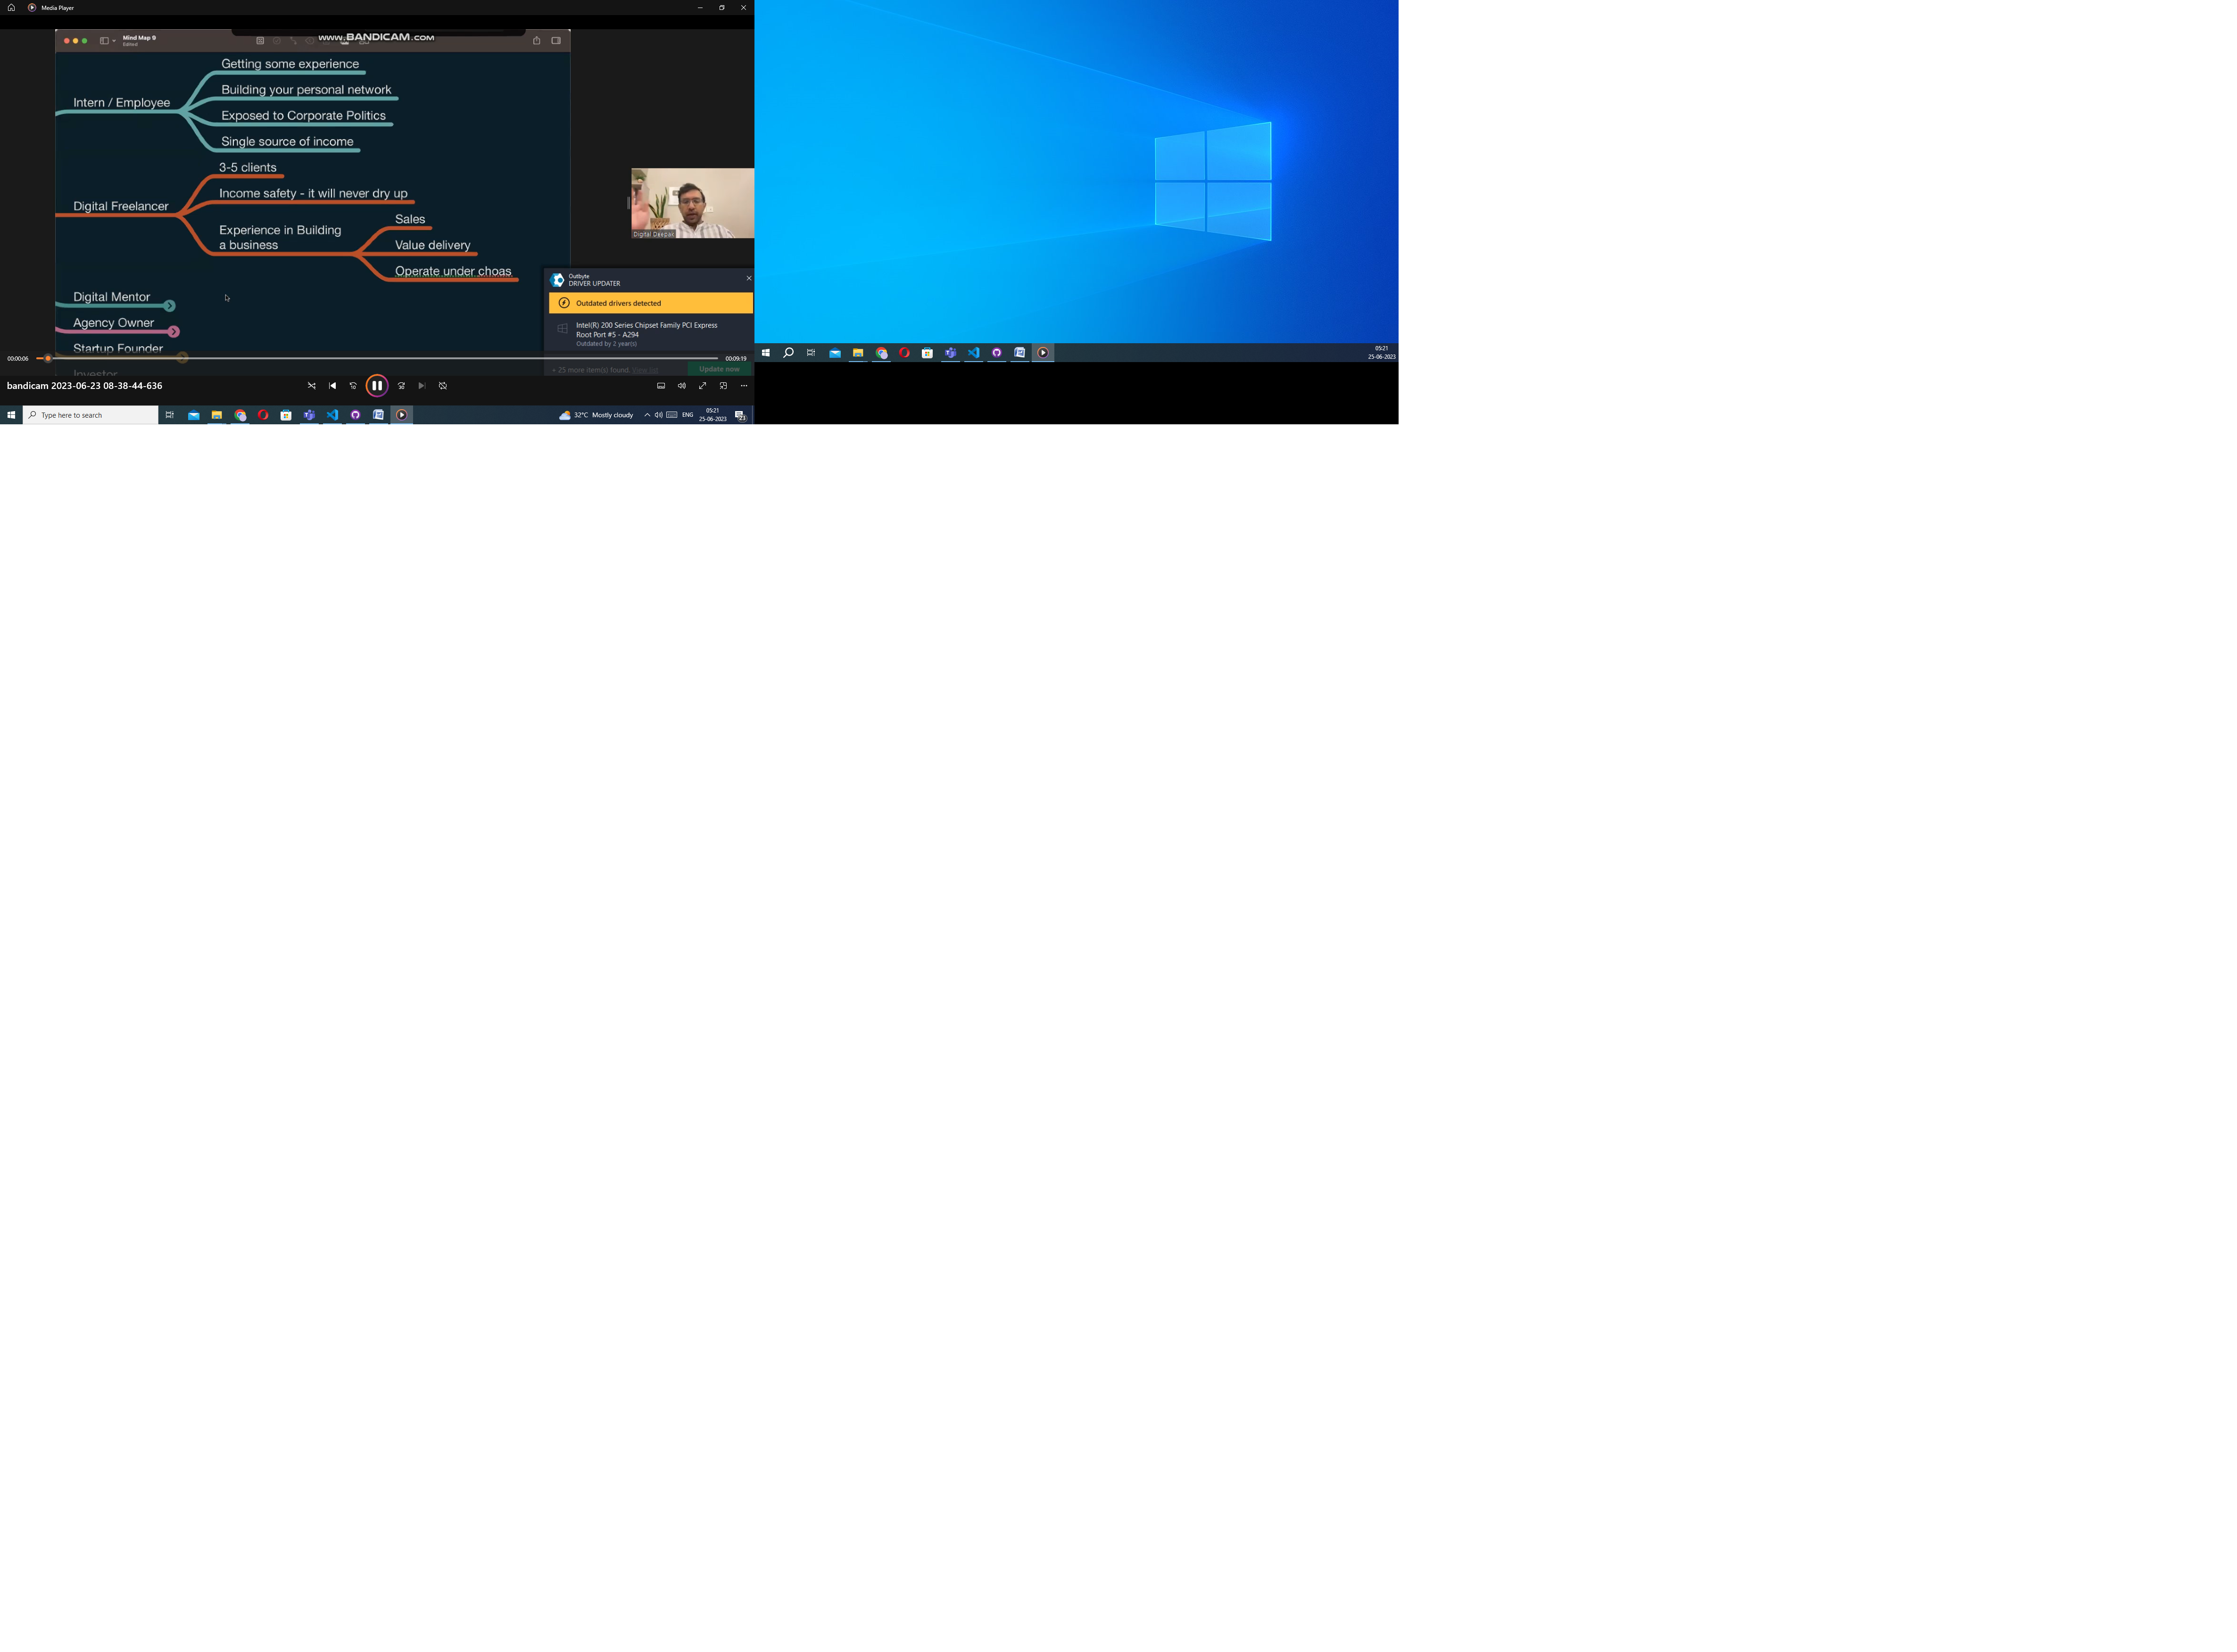 Media Player
Mind Map 9
Edited
WWW.BANDICAM.COM
Getting some experience
Building your personal network
Intern / Employee
Exposed to Corporate Politics
Single source of income
3-5 clients
Income safety - it will never dry up
Digital Freelancer
Sales
Experience in Building
a business
Value delivery
Operate under choas
Digital Mentor
Agency Owner
Startup Founder
Investor
Digital Deepak
Outbyte
DRIVER UPDATER
Outdated drivers detected
Intel(R) 200 Series Chipset Family PCI Express
Root Port #5 - A294
Outdated by 2 year(s)
+ 25 more item(s) found. View list
Update now
00:00:06
00:09:19
bandicam 2023-06-23 08-38-44-636
10
30
Type here to search
32°C Mostly cloudy
ENG
05:21
25-06-2023
23
05:21
25-06-2023